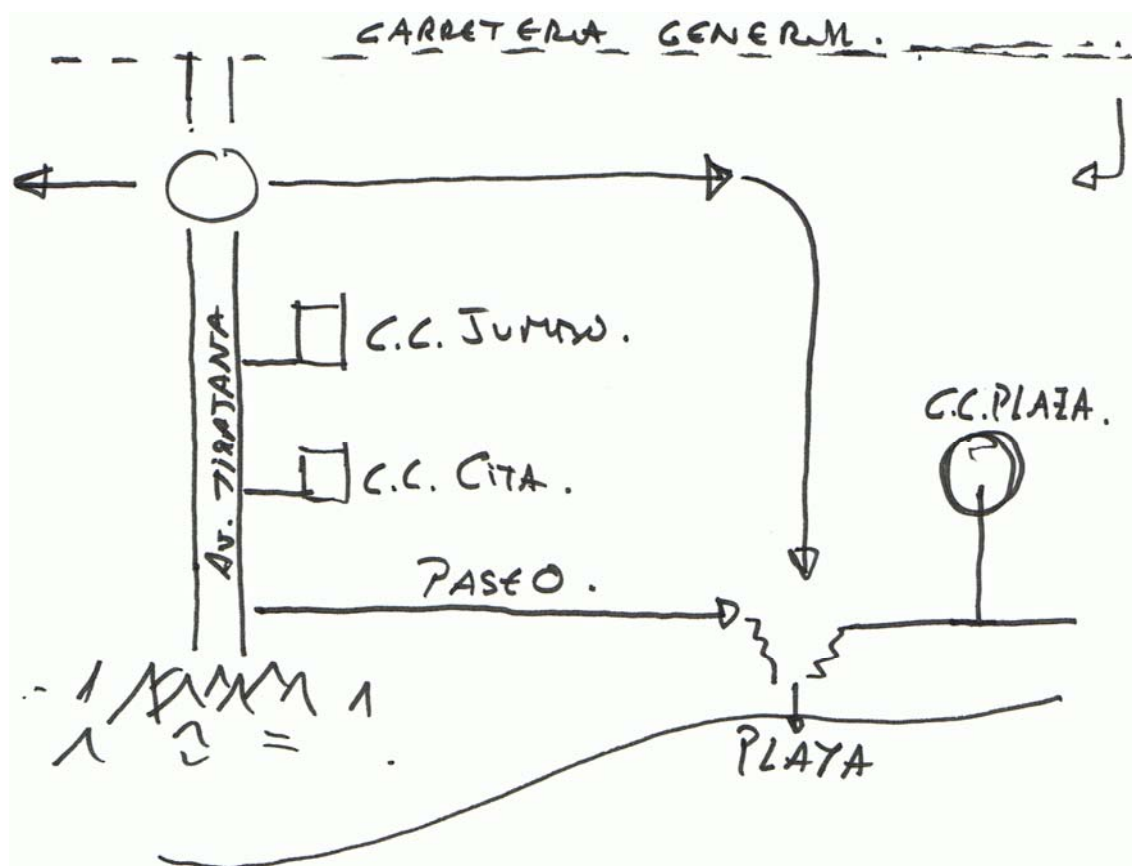 CARRETERA GENERAL.
C.C. JUMBO.
C.C. PLAZA.
AV. TIRAJANA
C.C. CITA.
PASEO.
PLAYA